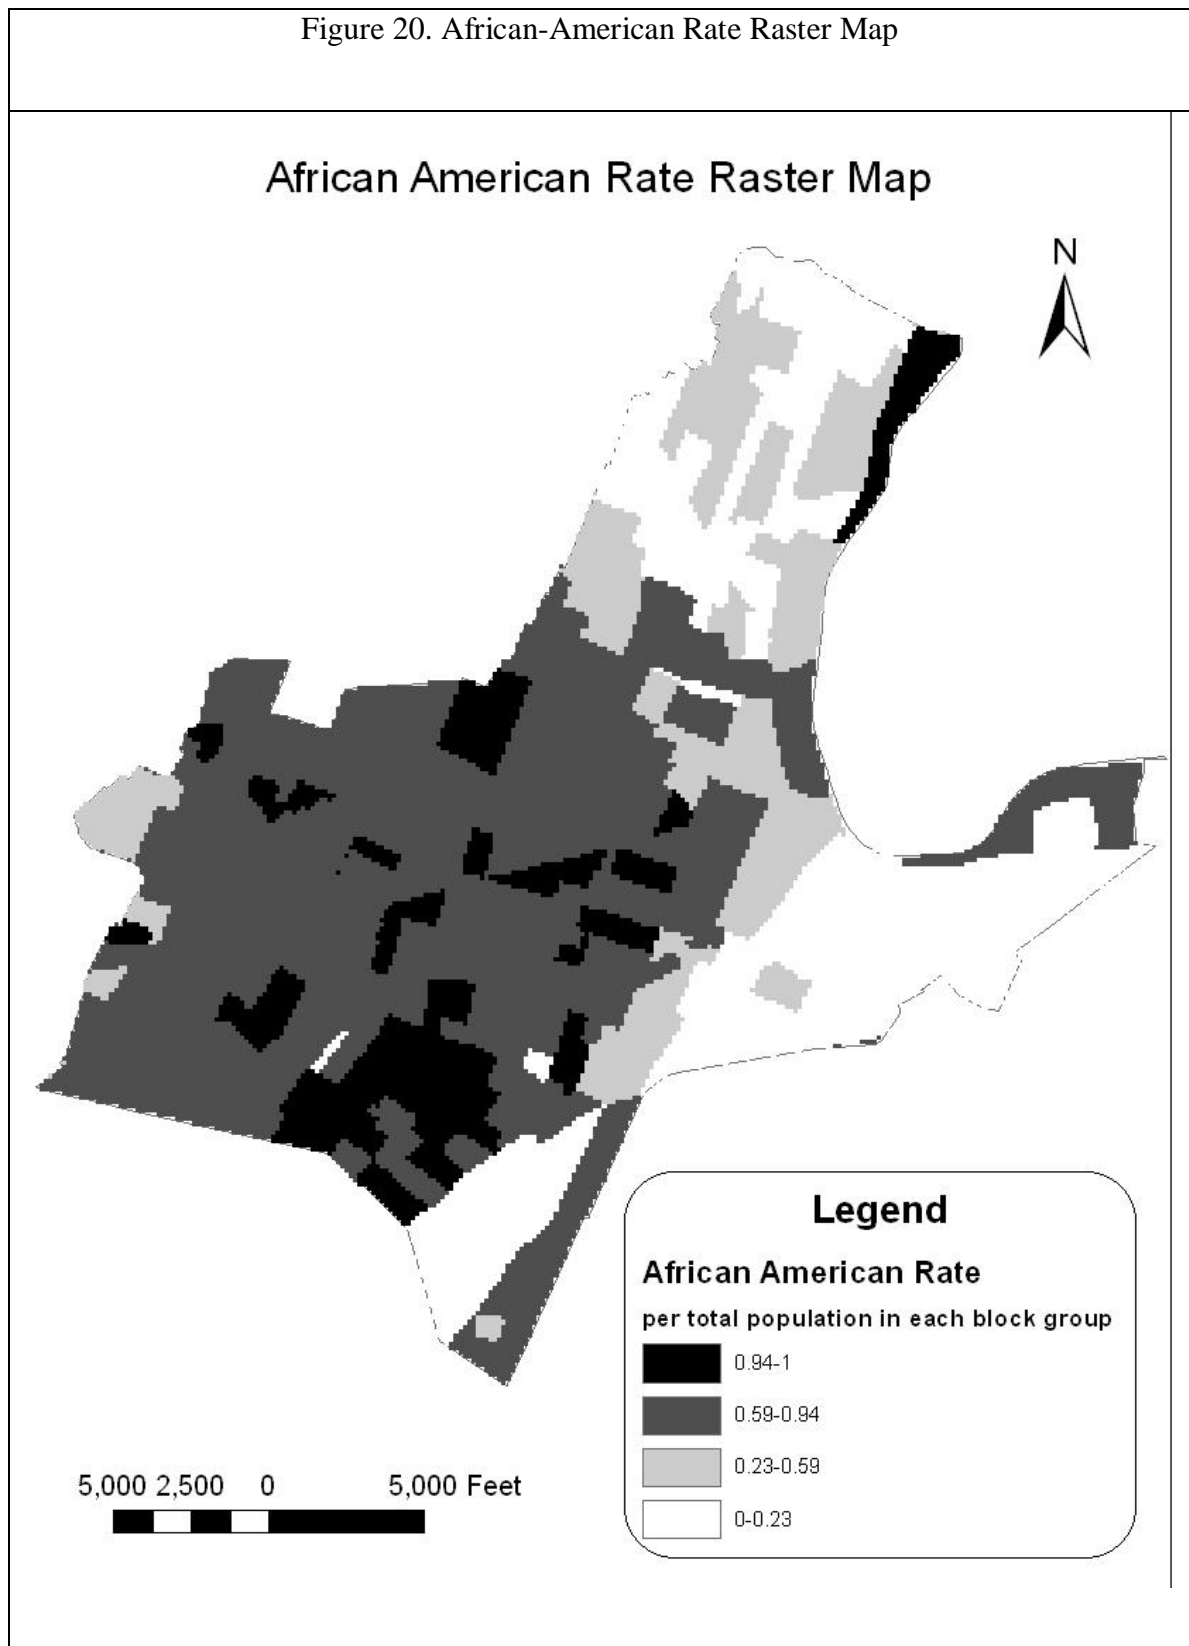 Figure 20. African-American Rate Raster Map
African American Rate Raster Map
N
Legend
African American Rate
per total population in each block group
0.94-1
0.59-0.94
0.23-0.59
0-0.23
5,000 2,500 0 5,000 Feet